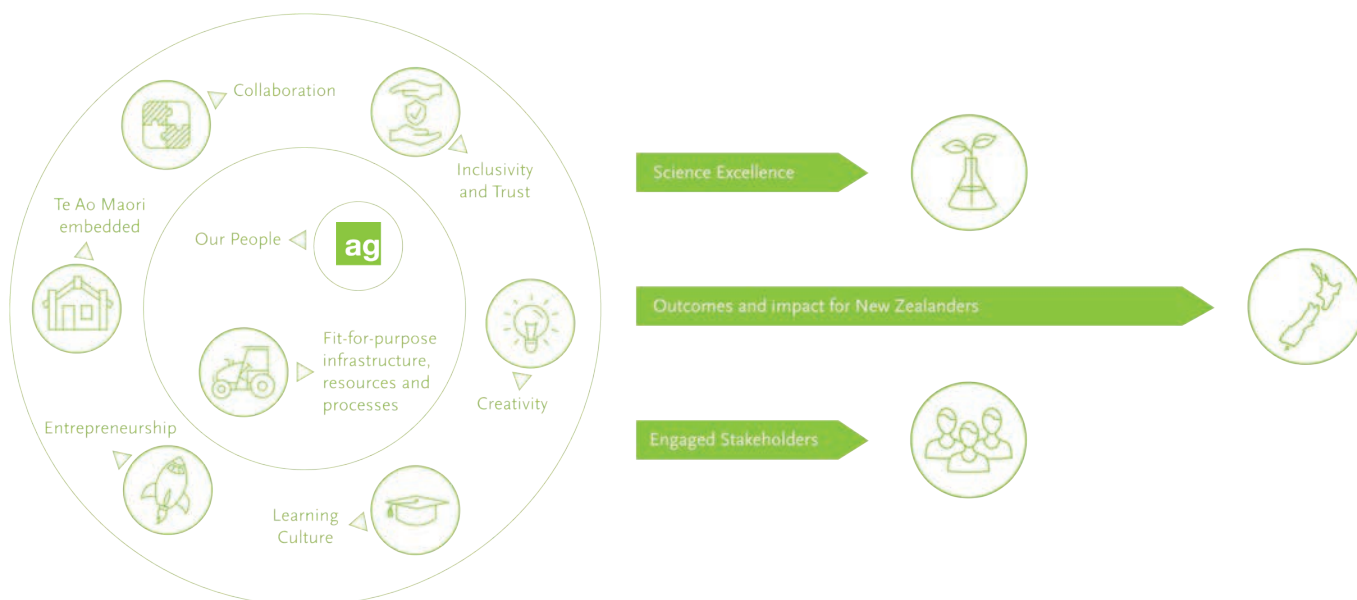 Collaboration
Inclusivity
and Trust
Te Ao Maori
embedded
Our People
ag
Fit-for-purpose
infrastructure,
resources and
processes
Creativity
Entrepreneurship
Learning
Culture
Science Excellence
Outcomes and impact for New Zealanders
Engaged Stakeholders